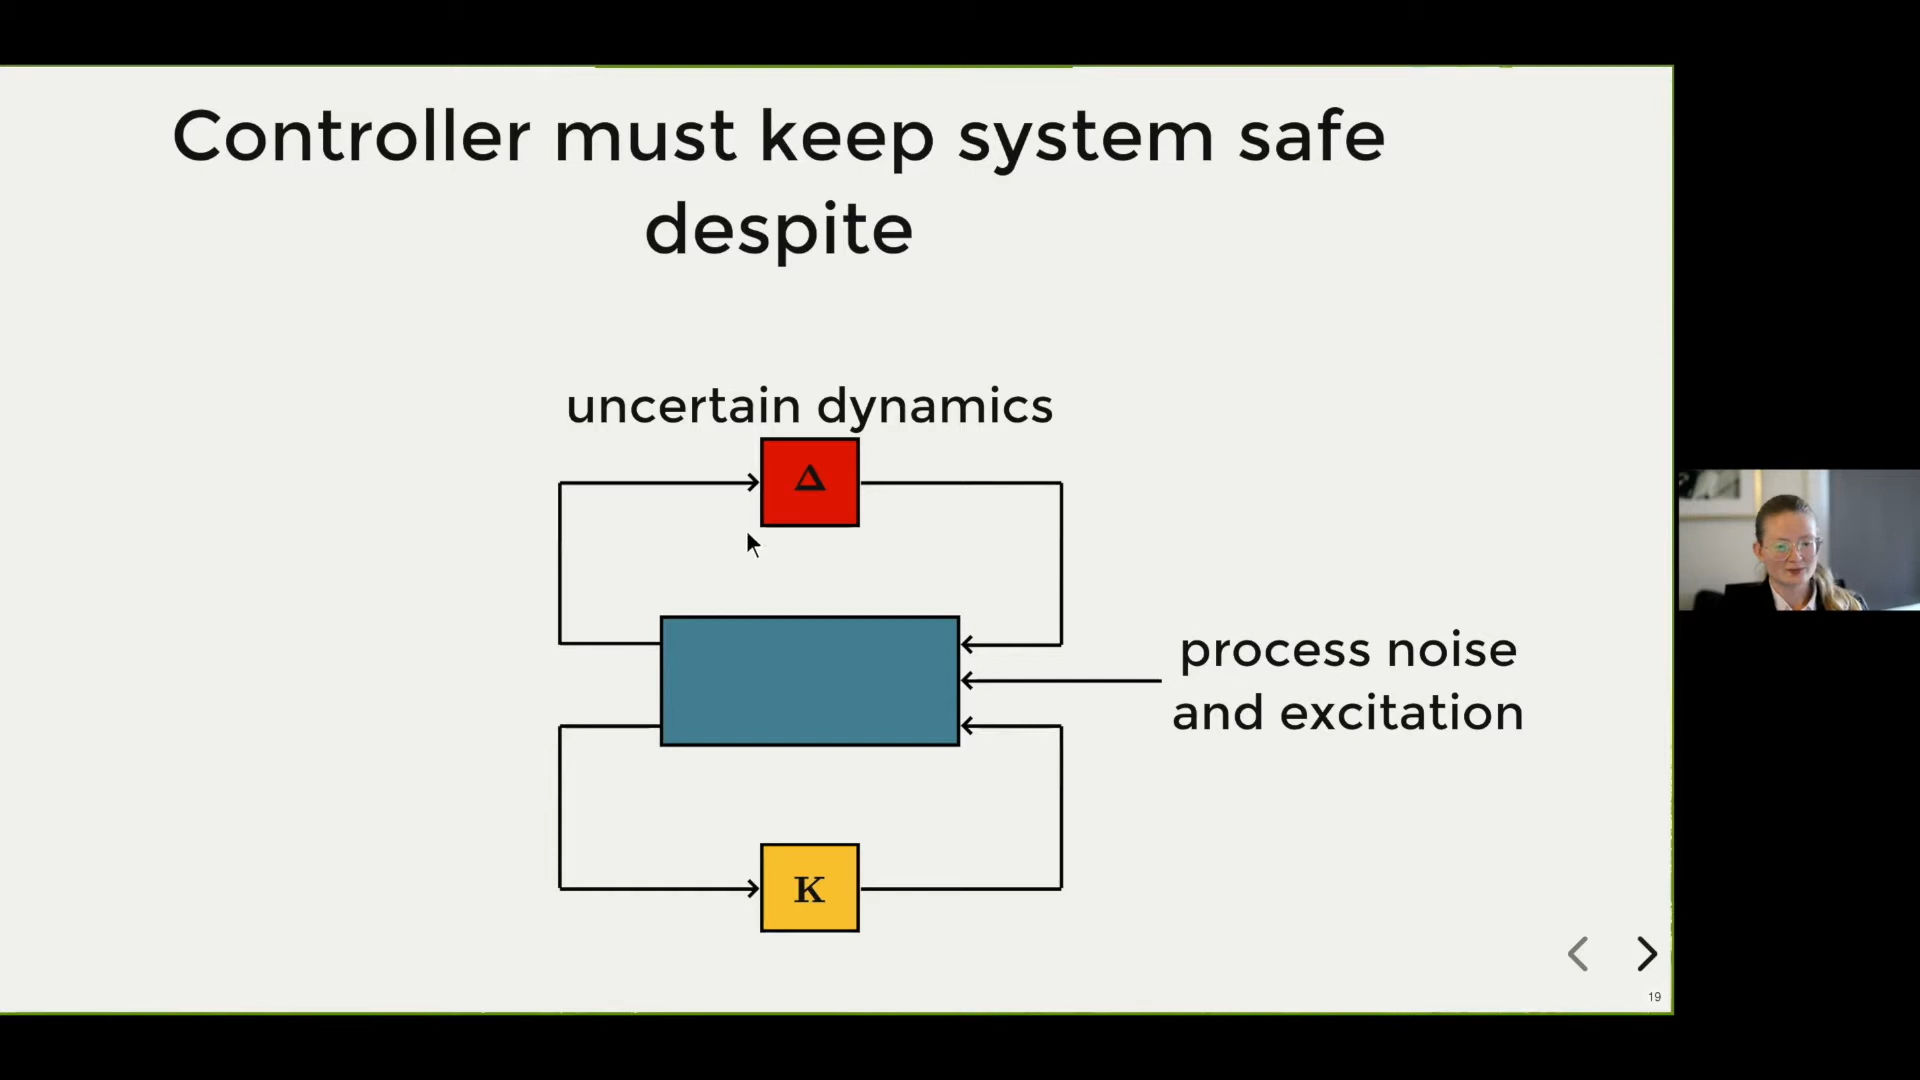 Controller must keep system safe
despite
uncertain dynamics
Δ
process noise
and excitation
K
19